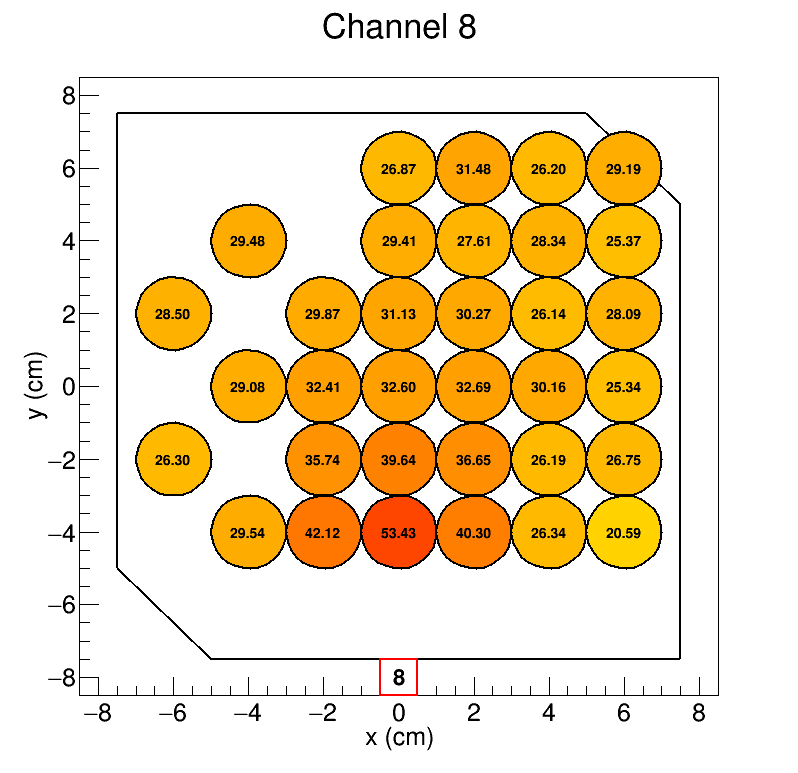 Channel 8
8
26.87 31.48 26.20 29.19
6
29.48 29.41 27.61 28.34 25.37
4
28.50 29.87 31.13 30.27 26.14 28.09
2
29.08 32.41 32.60 32.69 30.16 25.34
0
y (cm)
26.30 35.74 39.64 36.65 26.19 26.75
−2
29.54 42.12 53.43 40.30 26.34 20.59
−4
−6
−8
8
−8 −6 −4 −2 0 2 4 6 8
x (cm)